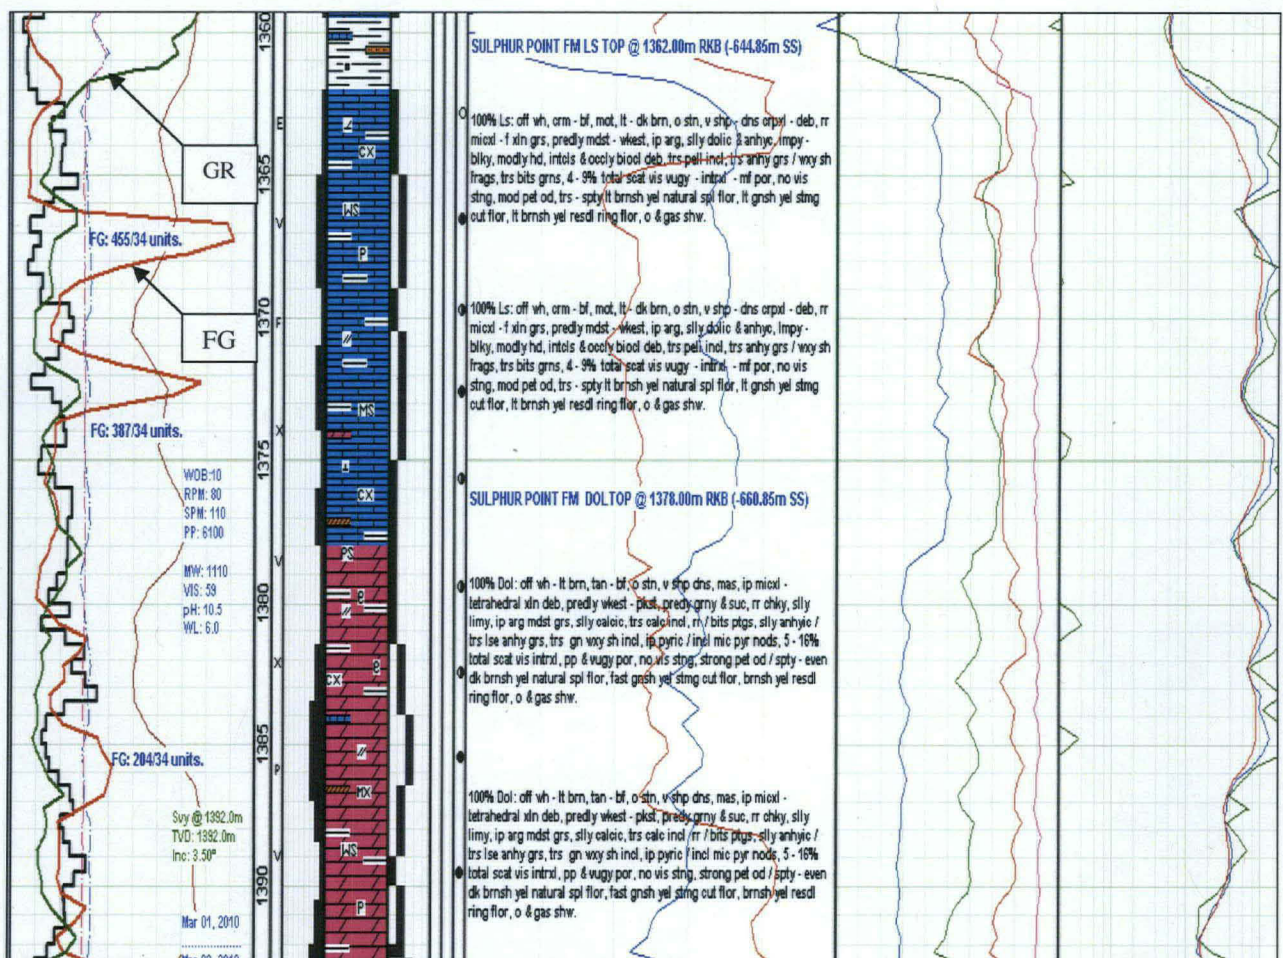 GR
FG: 455/34 units.
FG
FG: 387/34 units.
WOB:10
RPM: 80
SPM: 110
PP: 6100
MW: 1110
VIS: 59
pH: 10.5
WL: 6.0
FG: 204/34 units.
Svy @ 1392.0m
TVD: 1392.0m
Inc: 3.50°
Mar 01, 2010
1360
1365
1370
1375
1380
1385
1390
E
V
F
X
V
X
P
V
CX
WS
P
MS
CX
PS
CX
MX
WS
P
SULPHUR POINT FM LS TOP @ 1362.00m RKB (-644.85m SS)
100% Ls: off wh, crm - bf, mot, lt - dk brn, o stn, v shp - dns crpxl - deb, rr
micxl - f xln grs, predly mdst - wkest, ip arg, slly dolic & anhyc, lmpy -
blky, modly hd, intcls & occly biocl deb, trs pell incl, trs anhy grs / wxy sh
frags, trs bits grns, 4 - 9% total scat vis vugy - intrxl - mf por, no vis
stng, mod pet od, trs - spty lt brnsh yel natural spl flor, lt gnsh yel stmg
cut flor, lt brnsh yel resdl ring flor, o & gas shw.
100% Ls: off wh, crm - bf, mot, lt - dk brn, o stn, v shp - dns crpxl - deb, rr
micxl - f xln grs, predly mdst - wkest, ip arg, slly dolic & anhyc, lmpy -
blky, modly hd, intcls & occly biocl deb, trs pell incl, trs anhy grs / wxy sh
frags, trs bits grns, 4 - 9% total scat vis vugy - intrxl - mf por, no vis
stng, mod pet od, trs - spty lt brnsh yel natural spl flor, lt gnsh yel stmg
cut flor, lt brnsh yel resdl ring flor, o & gas shw.
SULPHUR POINT FM DOL TOP @ 1378.00m RKB (-660.85m SS)
100% Dol: off wh - lt brn, tan - bf, o stn, v shp dns, mas, ip micxl -
tetrahedral xln deb, predly wkest - pkst, predy grny & suc, rr chky, slly
limy, ip arg mdst grs, slly calcic, trs calc incl, rr / bits ptgs, slly anhyic /
trs lse anhy grs, trs gn wxy sh incl, ip pyric / incl mic pyr nods, 5 - 16%
total scat vis intrxl, pp & vugy por, no vis stng, strong pet od / spty - even
dk brnsh yel natural spl flor, fast gnsh yel stmg cut flor, brnsh yel resdl
ring flor, o & gas shw.
100% Dol: off wh - lt brn, tan - bf, o stn, v shp dns, mas, ip micxl -
tetrahedral xln deb, predly wkest - pkst, predy grny & suc, rr chky, slly
limy, ip arg mdst grs, slly calcic, trs calc incl / rr / bits ptgs, slly anhyic /
trs lse anhy grs, trs gn wxy sh incl, ip pyric / incl mic pyr nods, 5 - 16%
total scat vis intrxl, pp & vugy por, no vis stng, strong pet od / spty - even
dk brnsh yel natural spl flor, fast gnsh yel stmg cut flor, brnsh yel resdl
ring flor, o & gas shw.